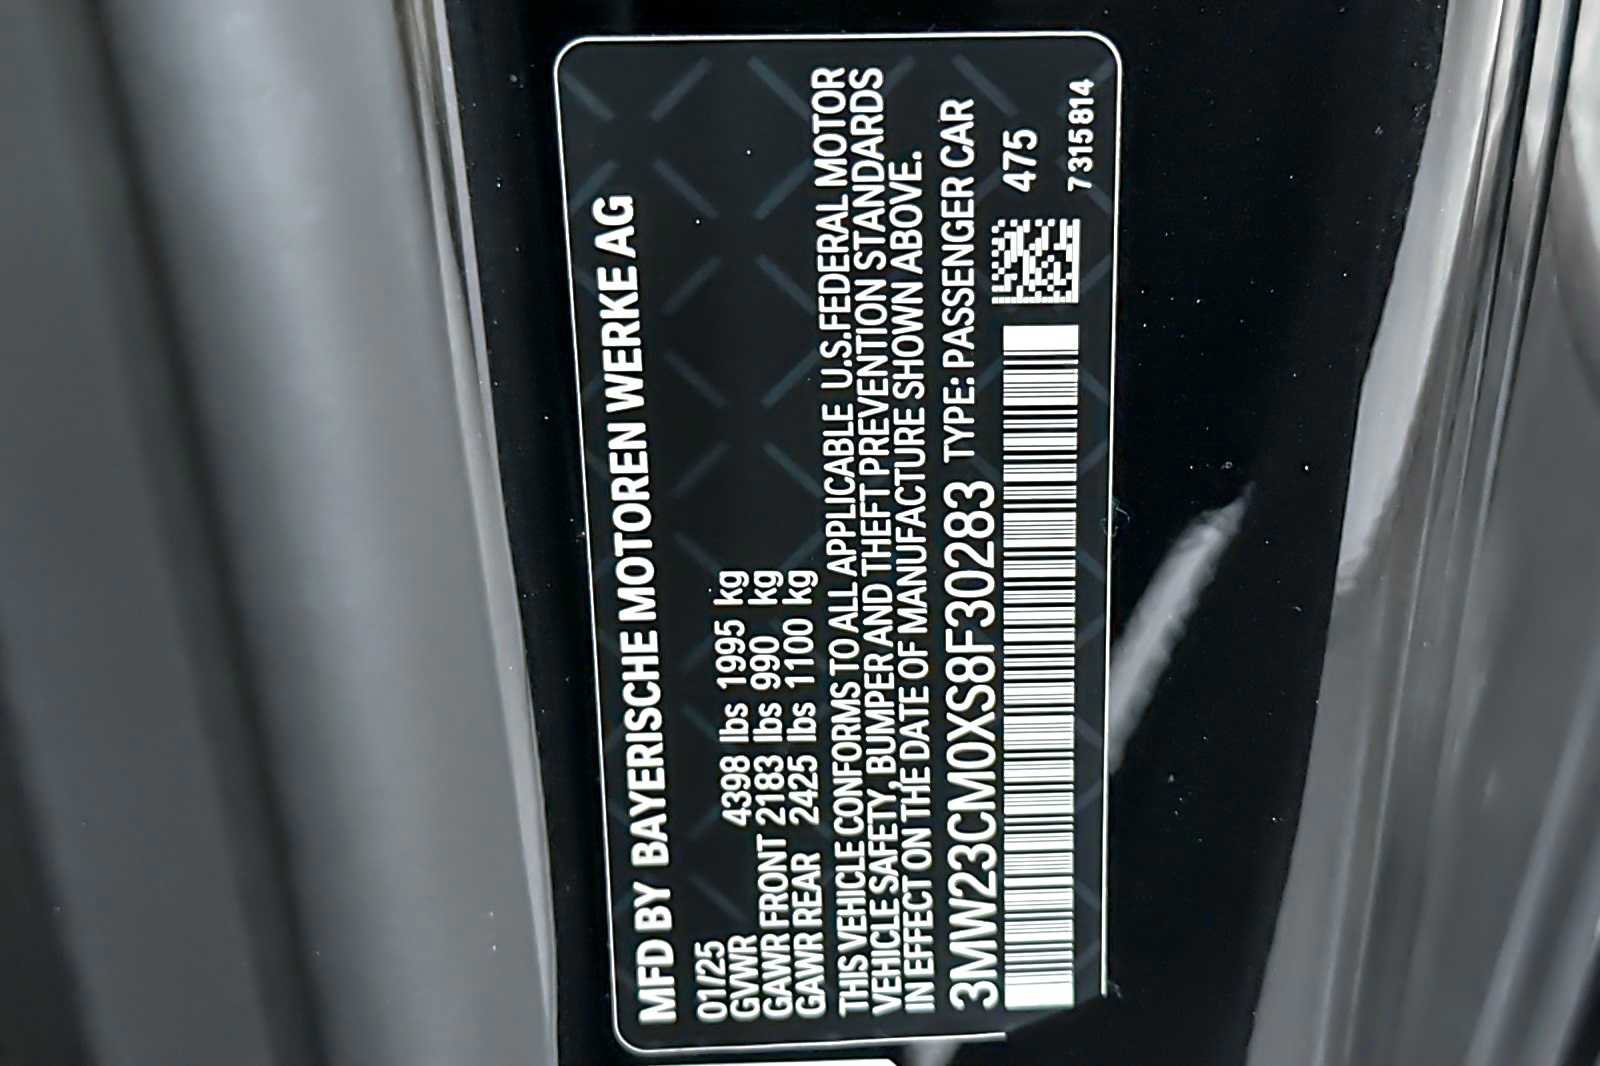 MFD BY BAYERISCHE MOTOREN WERKE AG
01/25
GVWR 4398 lbs 1995 kg
GAWR FRONT 2183 lbs 990 kg
GAWR REAR 2425 lbs 1100 kg
THIS VEHICLE CONFORMS TO ALL APPLICABLE U.S.FEDERAL MOTOR
VEHICLE SAFETY, BUMPER AND THEFT PREVENTION STANDARDS
IN EFFECT ON THE DATE OF MANUFACTURE SHOWN ABOVE.
3MW23CM0XS8F30283 TYPE: PASSENGER CAR
475
7315814